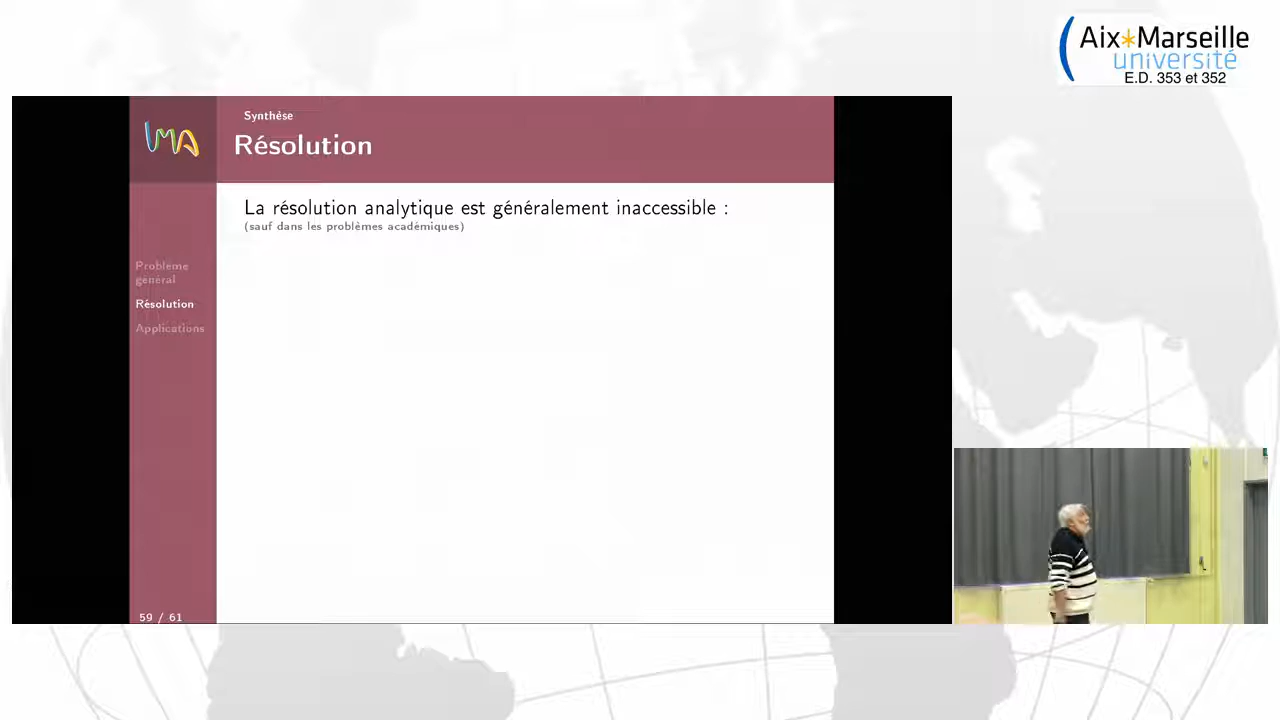 Aix*Marseille
université
E.D. 353 et 352
LMA
Synthèse
Résolution
La résolution analytique est généralement inaccessible :
(sauf dans les problèmes académiques)
Problème
général
Résolution
Applications
59 / 61